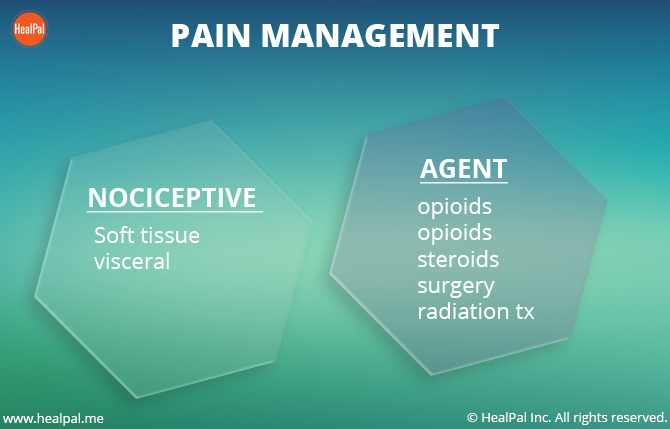 HealPal
PAIN MANAGEMENT
NOCICEPTIVE
Soft tissue
visceral
AGENT
opioids
opioids
steroids
surgery
radiation tx
www.healpal.me
© HealPal Inc. All rights reserved.